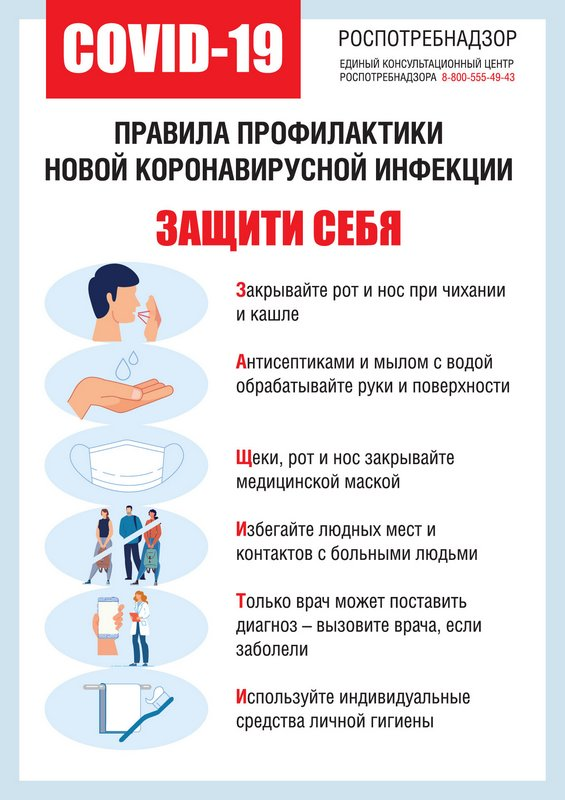 COVID-19
РОСПОТРЕБНАДЗОР
ЕДИНЫЙ КОНСУЛЬТАЦИОННЫЙ ЦЕНТР
РОСПОТРЕБНАДЗОРА 8-800-555-49-43
ПРАВИЛА ПРОФИЛАКТИКИ
НОВОЙ КОРОНАВИРУСНОЙ ИНФЕКЦИИ
ЗАЩИТИ СЕБЯ
Закрывайте рот и нос при чихании
и кашле
Антисептиками и мылом с водой
обрабатывайте руки и поверхности
Щеки, рот и нос закрывайте
медицинской маской
Избегайте людных мест и
контактов с больными людьми
Только врач может поставить
диагноз – вызовите врача, если
заболели
Используйте индивидуальные
средства личной гигиены